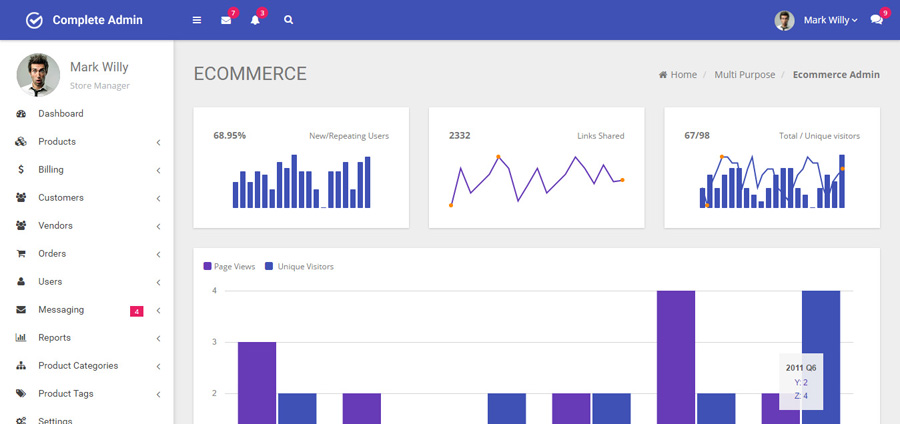 Complete Admin
7
3
Mark Willy
9
Mark Willy
Store Manager
Dashboard
Products
Billing
Customers
Vendors
Orders
Users
Messaging 4
Reports
Product Categories
Product Tags
Settings
ECOMMERCE
Home / Multi Purpose / Ecommerce Admin
68.95% New/Repeating Users
2332 Links Shared
67/98 Total / Unique visitors
Page Views Unique Visitors
4
3
2
2011 Q6
Y: 2
Z: 4